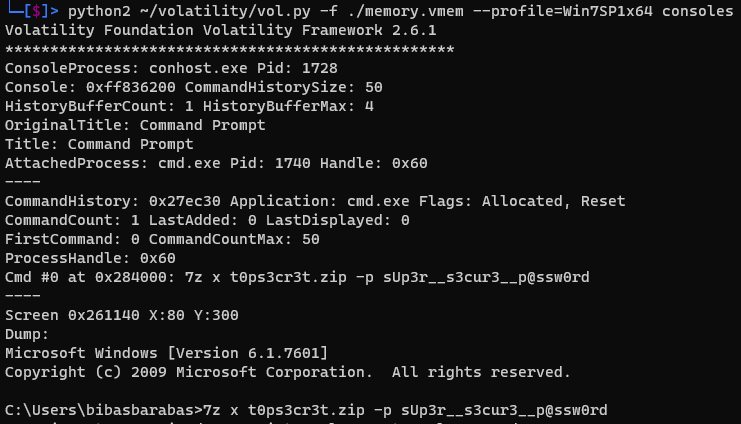 └─[$]> python2 ~/volatility/vol.py -f ./memory.vmem --profile=Win7SP1x64 consoles
Volatility Foundation Volatility Framework 2.6.1
**************************************************
ConsoleProcess: conhost.exe Pid: 1728
Console: 0xff836200 CommandHistorySize: 50
HistoryBufferCount: 1 HistoryBufferMax: 4
OriginalTitle: Command Prompt
Title: Command Prompt
AttachedProcess: cmd.exe Pid: 1740 Handle: 0x60
----
CommandHistory: 0x27ec30 Application: cmd.exe Flags: Allocated, Reset
CommandCount: 1 LastAdded: 0 LastDisplayed: 0
FirstCommand: 0 CommandCountMax: 50
ProcessHandle: 0x60
Cmd #0 at 0x284000: 7z x t0ps3cr3t.zip -p sUp3r__s3cur3__p@ssw0rd
----
Screen 0x261140 X:80 Y:300
Dump:
Microsoft Windows [Version 6.1.7601]
Copyright (c) 2009 Microsoft Corporation.  All rights reserved.

C:\Users\bibasbarabas>7z x t0ps3cr3t.zip -p sUp3r__s3cur3__p@ssw0rd